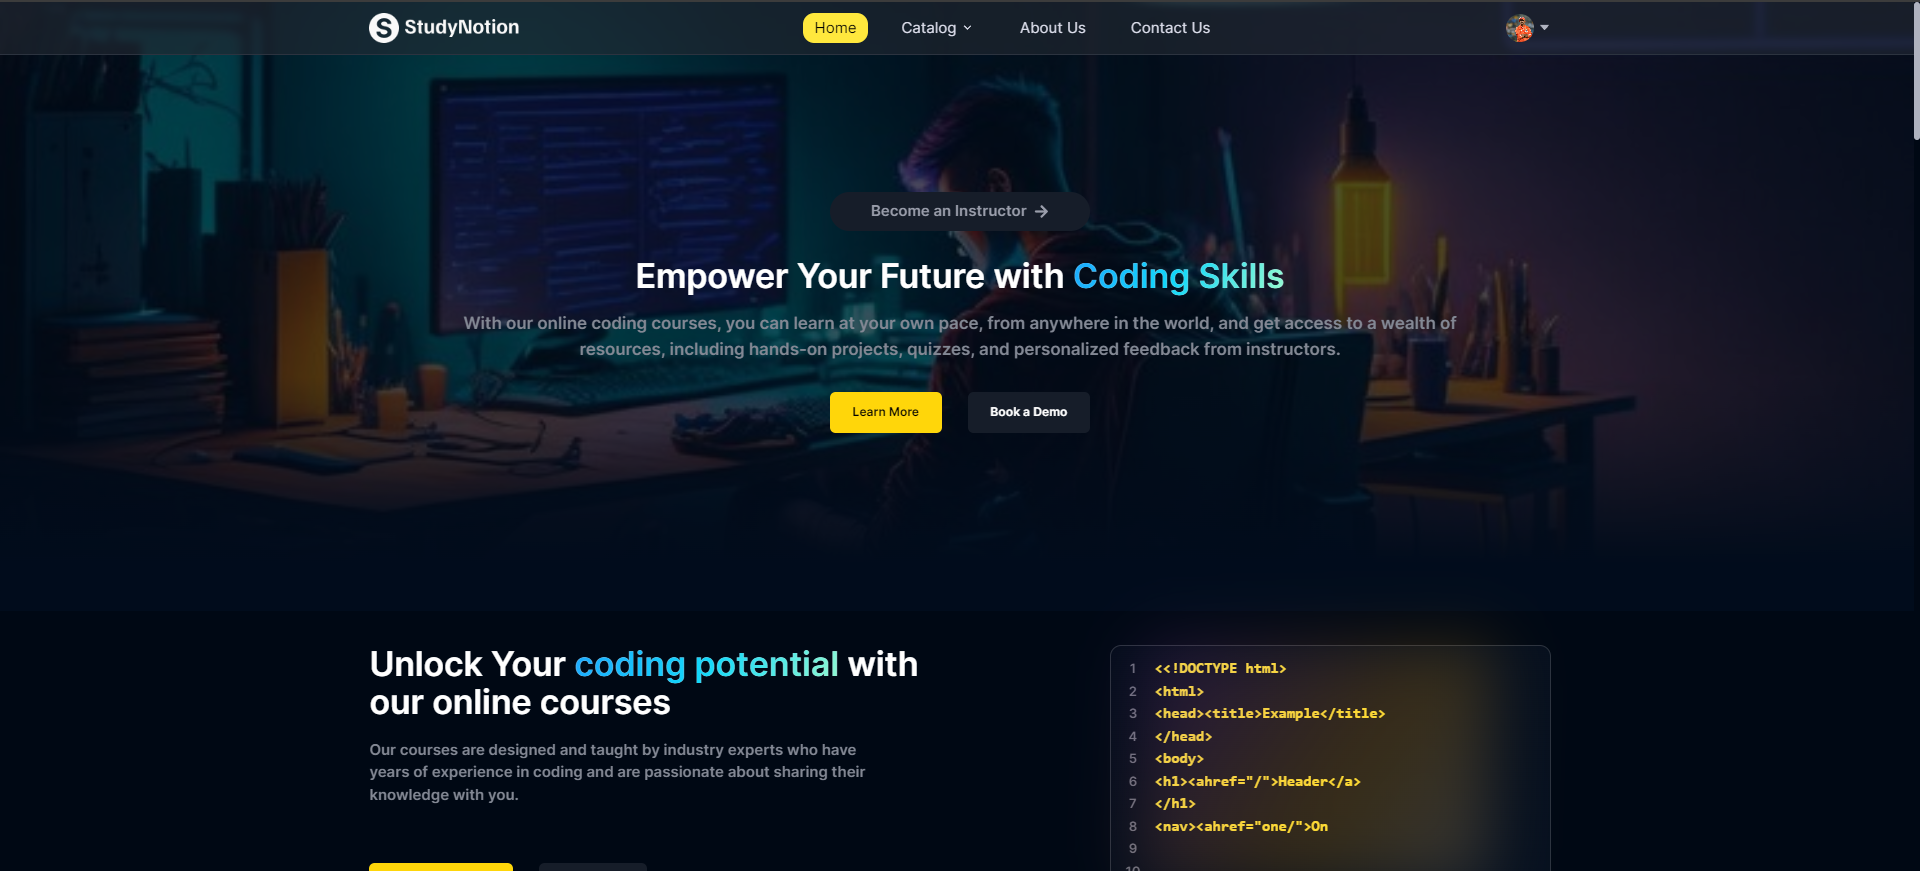 StudyNotion
Home Catalog About Us Contact Us
Become an Instructor →
Empower Your Future with Coding Skills
With our online coding courses, you can learn at your own pace, from anywhere in the world, and get access to a wealth of
resources, including hands-on projects, quizzes, and personalized feedback from instructors.
Learn More Book a Demo
Unlock Your coding potential with
our online courses
Our courses are designed and taught by industry experts who have
years of experience in coding and are passionate about sharing their
knowledge with you.
1 <<!DOCTYPE html>
2 <html>
3 <head><title>Example</title>
4 </head>
5 <body>
6 <h1><ahref="/">Header</a>
7 </h1>
8 <nav><ahref="one/">On
9
10